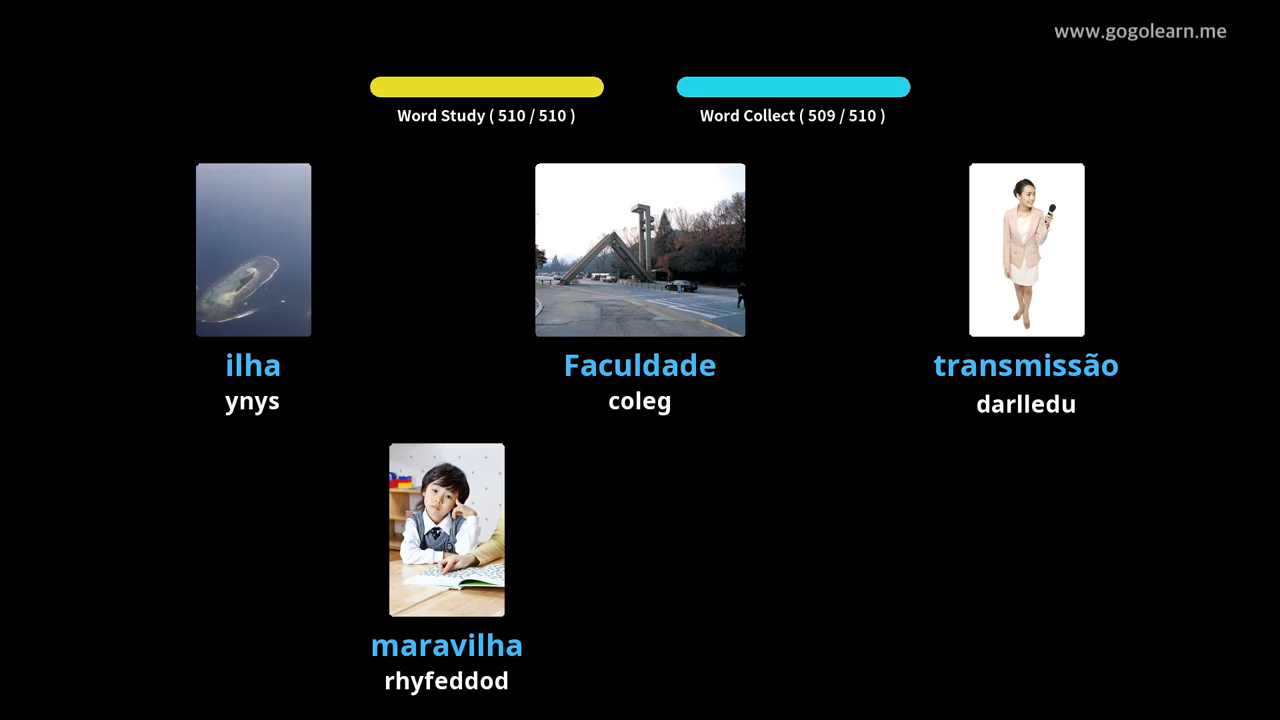 www.gogolearn.me
Word Study ( 510 / 510 )
Word Collect ( 509 / 510 )
ilha
ynys
Faculdade
coleg
transmissão
darlledu
maravilha
rhyfeddod